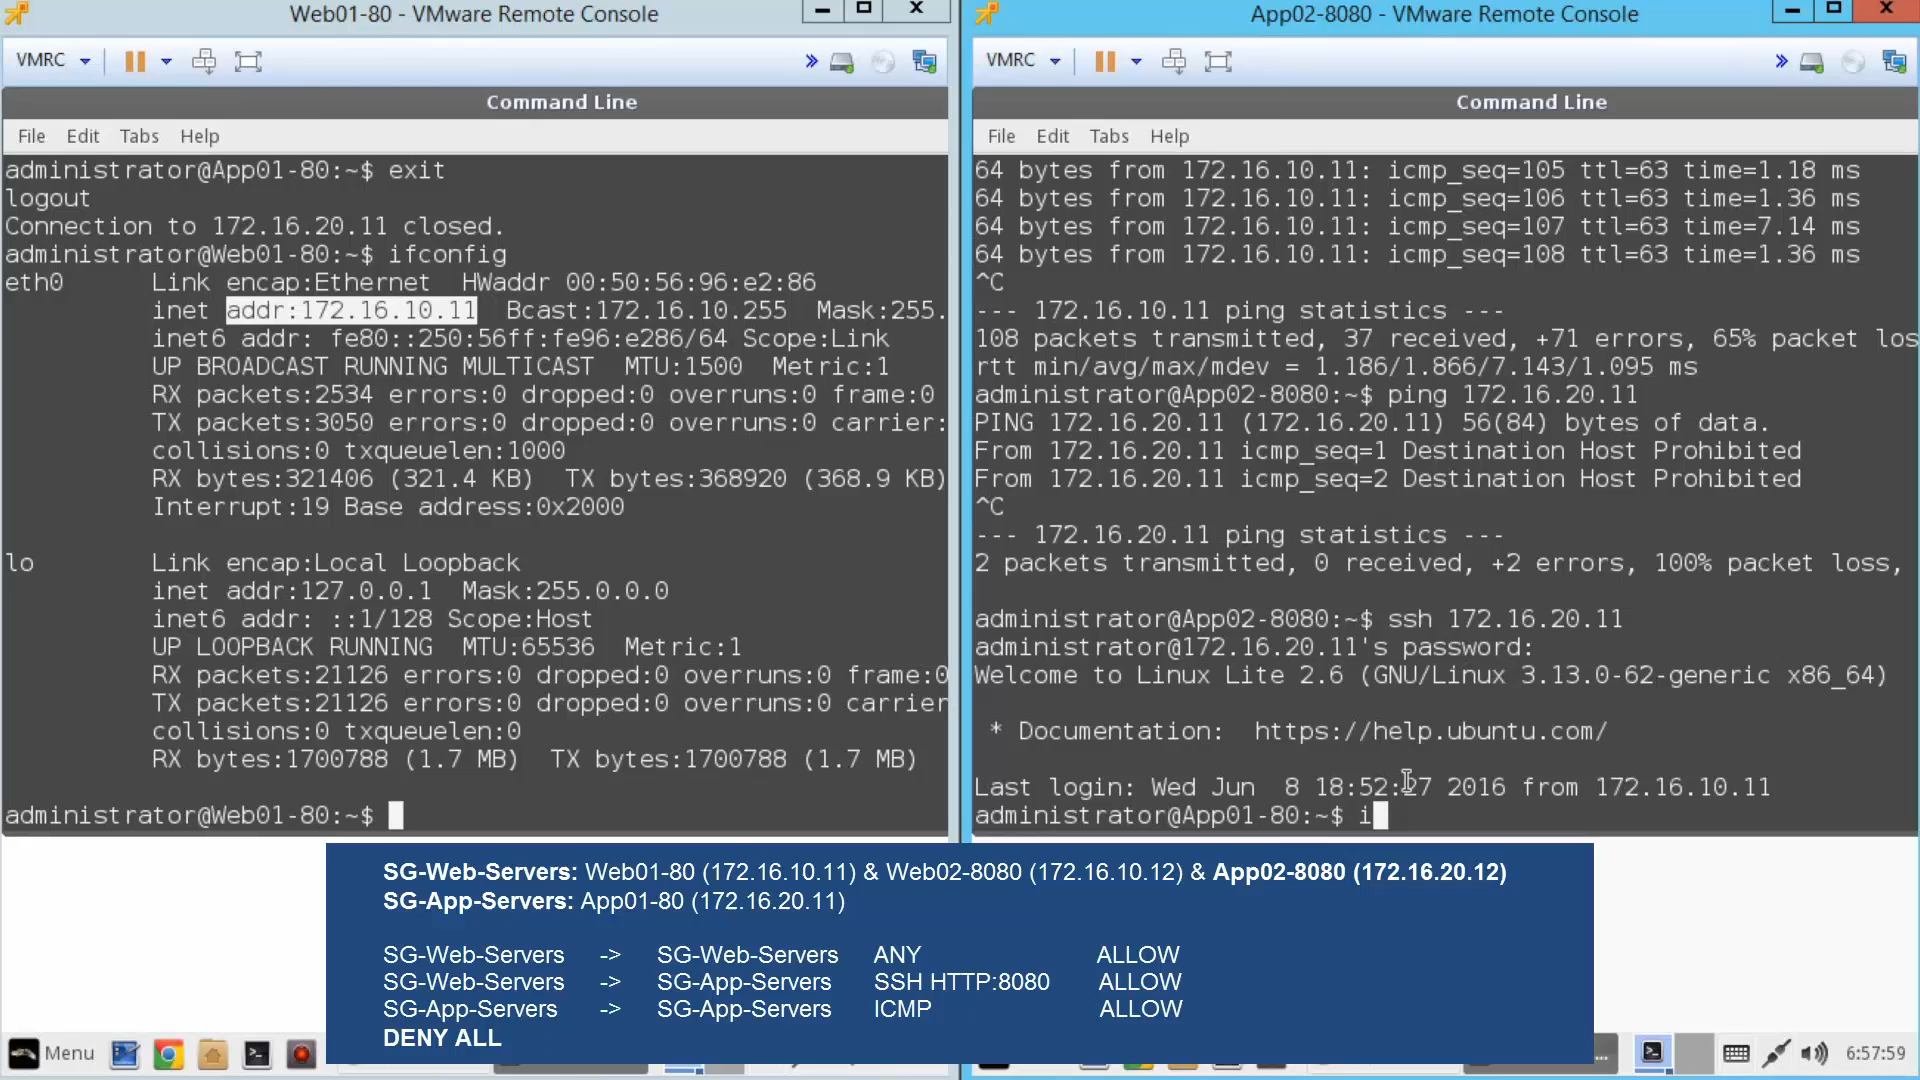 Web01-80 - VMware Remote Console
VMRC
Command Line
File Edit Tabs Help
administrator@App01-80:~$ exit
logout
Connection to 172.16.20.11 closed.
administrator@Web01-80:~$ ifconfig
eth0 Link encap:Ethernet HWaddr 00:50:56:96:e2:86
inet addr:172.16.10.11 Bcast:172.16.10.255 Mask:255.
inet6 addr: fe80::250:56ff:fe96:e286/64 Scope:Link
UP BROADCAST RUNNING MULTICAST MTU:1500 Metric:1
RX packets:2534 errors:0 dropped:0 overruns:0 frame:0
TX packets:3050 errors:0 dropped:0 overruns:0 carrier:
collisions:0 txqueuelen:1000
RX bytes:321406 (321.4 KB) TX bytes:368920 (368.9 KB)
Interrupt:19 Base address:0x2000
lo Link encap:Local Loopback
inet addr:127.0.0.1 Mask:255.0.0.0
inet6 addr: ::1/128 Scope:Host
UP LOOPBACK RUNNING MTU:65536 Metric:1
RX packets:21126 errors:0 dropped:0 overruns:0 frame:0
TX packets:21126 errors:0 dropped:0 overruns:0 carrier
collisions:0 txqueuelen:0
RX bytes:1700788 (1.7 MB) TX bytes:1700788 (1.7 MB)
administrator@Web01-80:~$
App02-8080 - VMware Remote Console
VMRC
Command Line
File Edit Tabs Help
64 bytes from 172.16.10.11: icmp_seq=105 ttl=63 time=1.18 ms
64 bytes from 172.16.10.11: icmp_seq=106 ttl=63 time=1.36 ms
64 bytes from 172.16.10.11: icmp_seq=107 ttl=63 time=7.14 ms
64 bytes from 172.16.10.11: icmp_seq=108 ttl=63 time=1.36 ms
^C
--- 172.16.10.11 ping statistics ---
108 packets transmitted, 37 received, +71 errors, 65% packet los
rtt min/avg/max/mdev = 1.186/1.866/7.143/1.095 ms
administrator@App02-8080:~$ ping 172.16.20.11
PING 172.16.20.11 (172.16.20.11) 56(84) bytes of data.
From 172.16.20.11 icmp_seq=1 Destination Host Prohibited
From 172.16.20.11 icmp_seq=2 Destination Host Prohibited
^C
--- 172.16.20.11 ping statistics ---
2 packets transmitted, 0 received, +2 errors, 100% packet loss,
administrator@App02-8080:~$ ssh 172.16.20.11
administrator@172.16.20.11's password:
Welcome to Linux Lite 2.6 (GNU/Linux 3.13.0-62-generic x86_64)
* Documentation: https://help.ubuntu.com/
Last login: Wed Jun 8 18:52:27 2016 from 172.16.10.11
administrator@App01-80:~$ i
SG-Web-Servers: Web01-80 (172.16.10.11) & Web02-8080 (172.16.10.12) & App02-8080 (172.16.20.12)
SG-App-Servers: App01-80 (172.16.20.11)
SG-Web-Servers -> SG-Web-Servers ANY ALLOW
SG-Web-Servers -> SG-App-Servers SSH HTTP:8080 ALLOW
SG-App-Servers -> SG-App-Servers ICMP ALLOW
DENY ALL
Menu
...
6:57:59